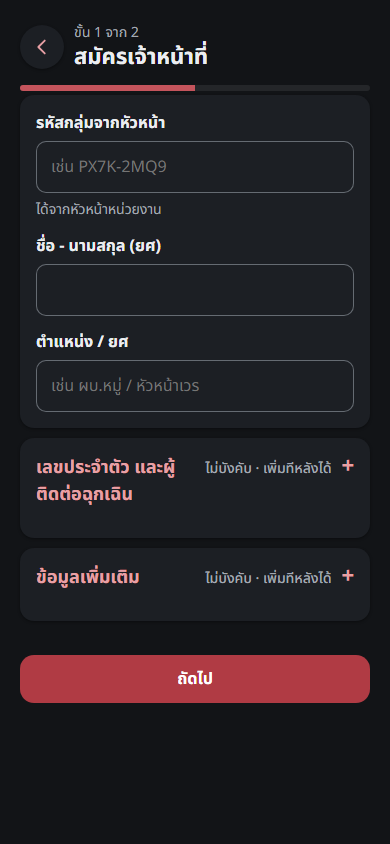 ขั้น 1 จาก 2
สมัครเจ้าหน้าที่
รหัสกลุ่มจากหัวหน้า
เช่น PX7K-2MQ9
ได้จากหัวหน้าหน่วยงาน
ชื่อ - นามสกุล (ยศ)
ตำแหน่ง / ยศ
เช่น ผบ.หมู่ / หัวหน้าเวร
เลขประจำตัว และผู้
ติดต่อฉุกเฉิน
ไม่บังคับ · เพิ่มทีหลังได้ +
ข้อมูลเพิ่มเติม
ไม่บังคับ · เพิ่มทีหลังได้ +
ถัดไป